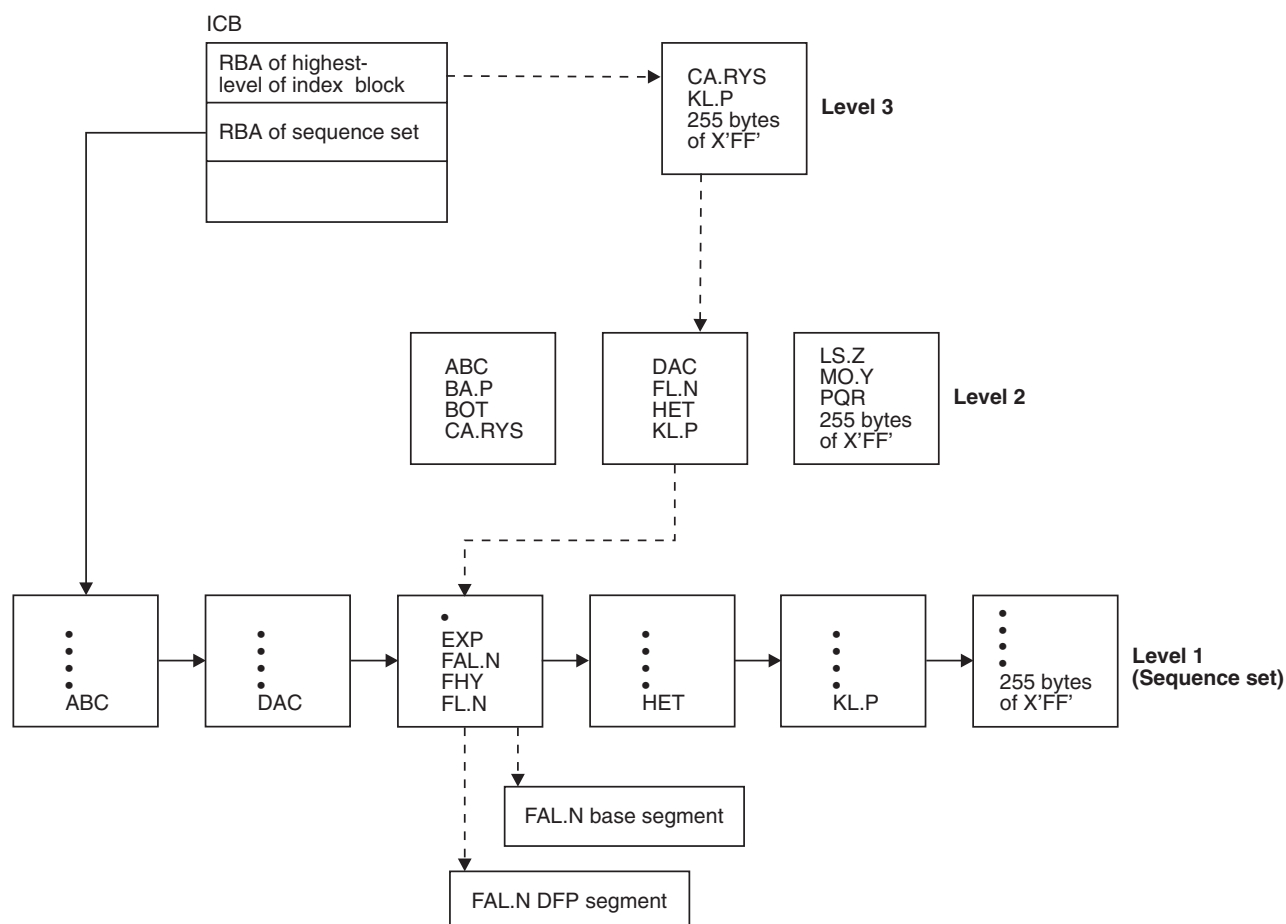 ICB
RBA of highest-
level of index block
RBA of sequence set
CA.RYS
KL.P
255 bytes
of X'FF'
Level 3
ABC
BA.P
BOT
CA.RYS
DAC
FL.N
HET
KL.P
LS.Z
MO.Y
PQR
255 bytes
of X'FF'
Level 2
ABC
DAC
EXP
FAL.N
FHY
FL.N
HET
KL.P
255 bytes
of X'FF'
Level 1
(Sequence set)
FAL.N base segment
FAL.N DFP segment